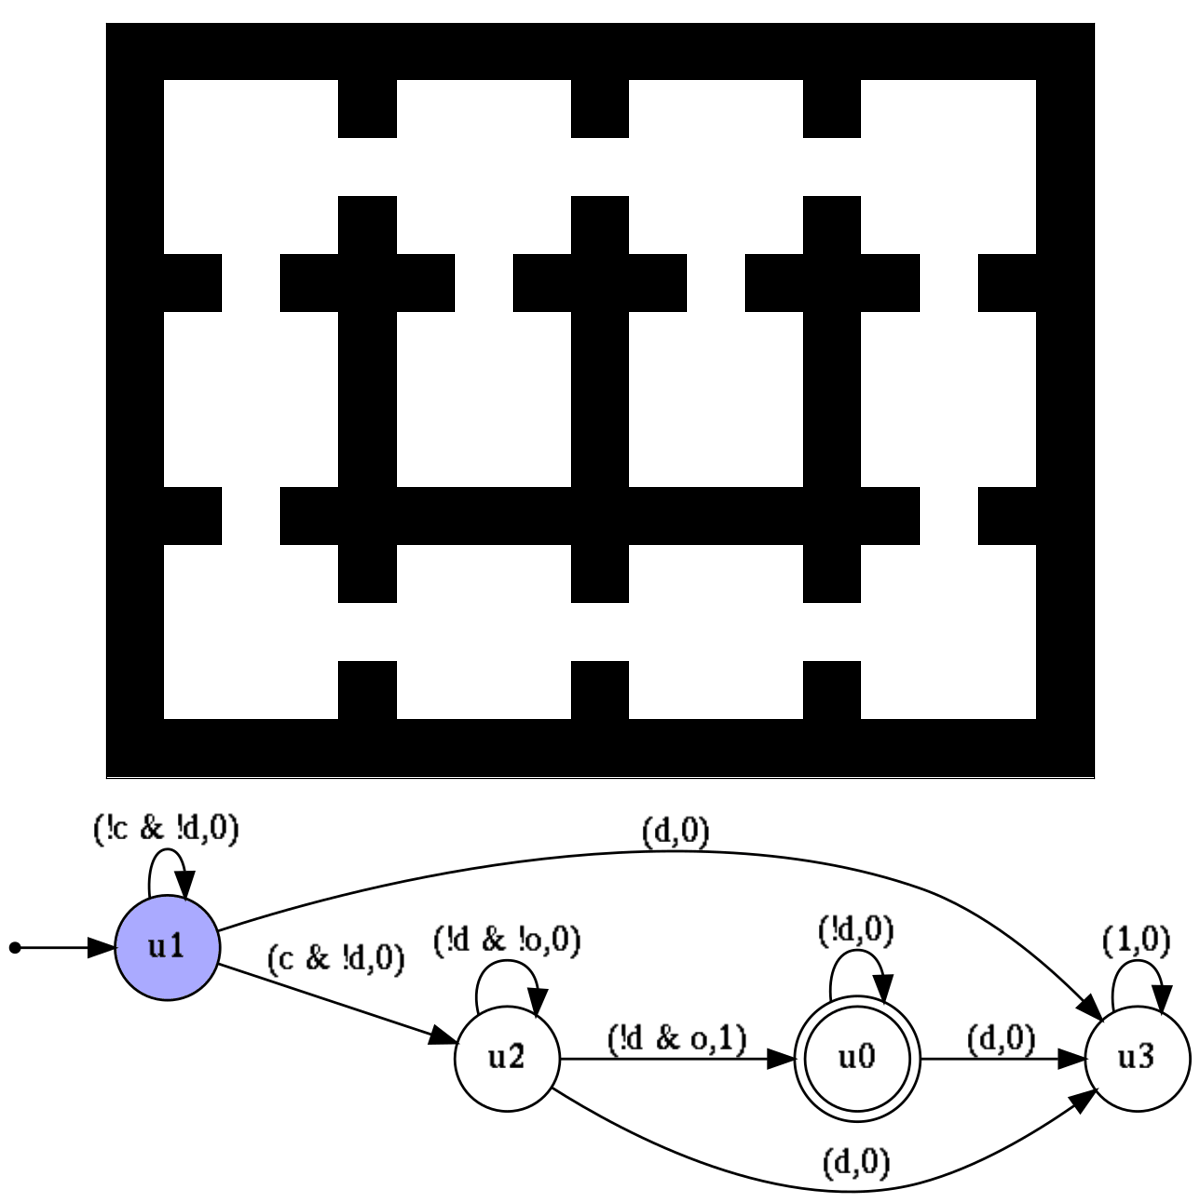 (!c & !d,0)
(d,0)
u1
(c & !d,0)
(!d & !o,0)
(!d,0)
(1,0)
u2
(!d & o,1)
u0
(d,0)
u3
(d,0)